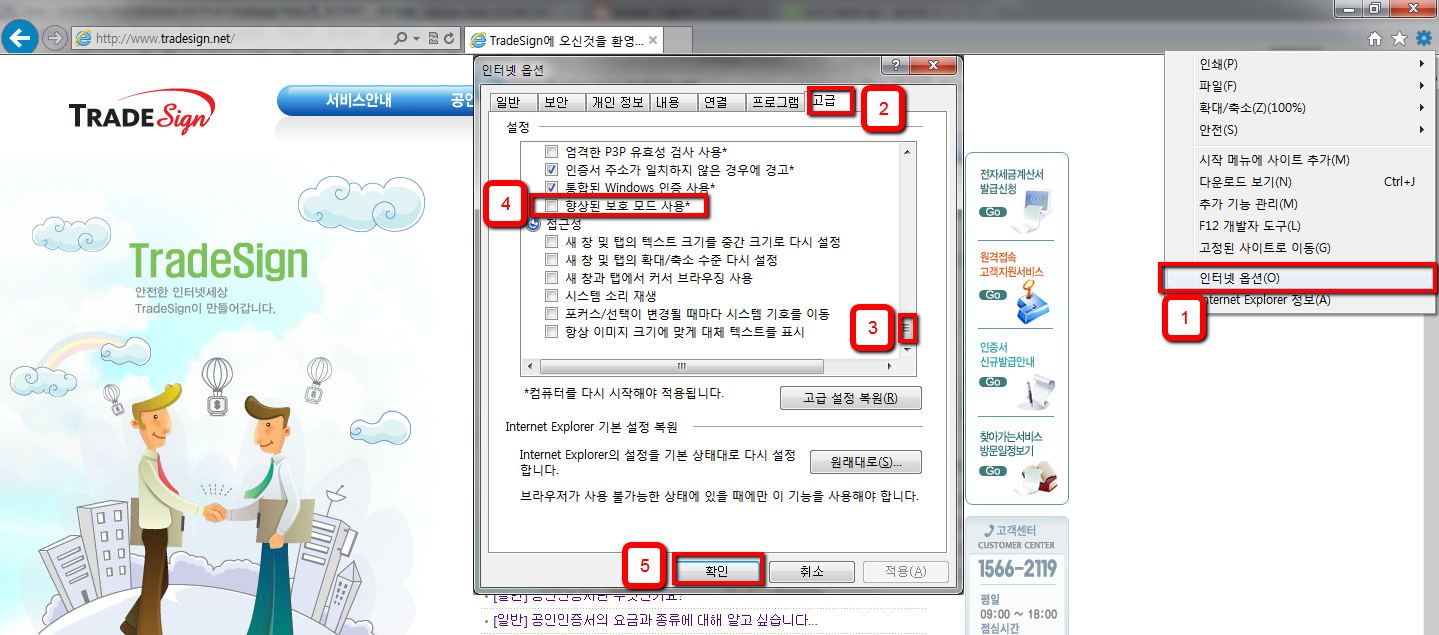 http://www.tradesign.net/
TradeSign에 오신것을 환영...
TRADE Sign
서비스안내
공인
TradeSign
안전한 인터넷세상
TradeSign이 만들어갑니다.
인터넷 옵션
일반
보안
개인 정보
내용
연결
프로그램
고급
2
설정
엄격한 P3P 유효성 검사 사용*
인증서 주소가 일치하지 않은 경우에 경고*
통합된 Windows 인증 사용*
4
향상된 보호 모드 사용*
접근성
새 창 및 탭의 텍스트 크기를 중간 크기로 다시 설정
새 창 및 탭의 확대/축소 수준 다시 설정
새 창과 탭에서 커서 브라우징 사용
시스템 소리 재생
포커스/선택이 변경될 때마다 시스템 기호를 이동
항상 이미지 크기에 맞게 대체 텍스트를 표시
3
*컴퓨터를 다시 시작해야 적용됩니다.
고급 설정 복원(R)
Internet Explorer 기본 설정 복원
Internet Explorer의 설정을 기본 상태대로 다시 설정
합니다.
원래대로(S)...
브라우저가 사용 불가능한 상태에 있을 때에만 이 기능을 사용해야 합니다.
5
확인
취소
적용(A)
[일반] 공인인증서란 무엇인가요?
[일반] 공인인증서의 요금과 종류에 대해 알고 싶습니다...
인쇄(P)
파일(F)
확대/축소(Z)(100%)
안전(S)
시작 메뉴에 사이트 추가(M)
다운로드 보기(N) Ctrl+J
추가 기능 관리(M)
F12 개발자 도구(L)
고정된 사이트로 이동(G)
인터넷 옵션(O)
Internet Explorer 정보(A)
1
전자세금계산서
발급신청
Go
원격접속
고객지원서비스
Go
인증서
신규발급안내
Go
찾아가는서비스
방문일정보기
Go
고객센터
CUSTOMER CENTER
1566-2119
평일
09:00 ~ 18:00
점심시간